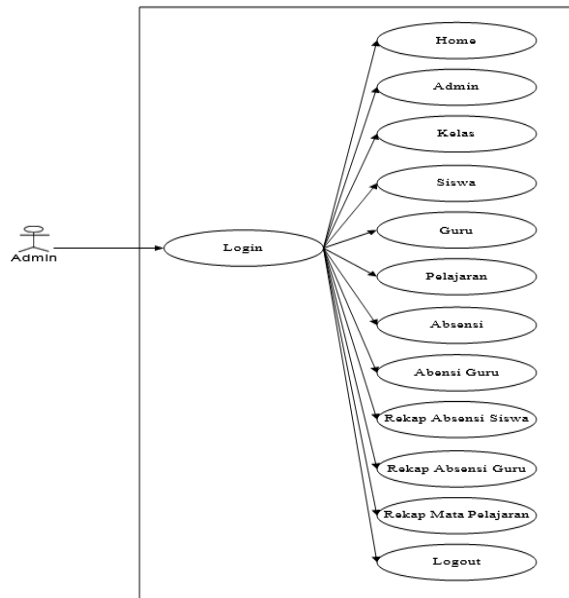 Home
Admin
Kelas
Siswa
Guru
Admin
Login
Pelajaran
Absensi
Abensi Guru
Rekap Absensi Siswa
Rekap Absensi Guru
Rekap Mata Pelajaran
Logout